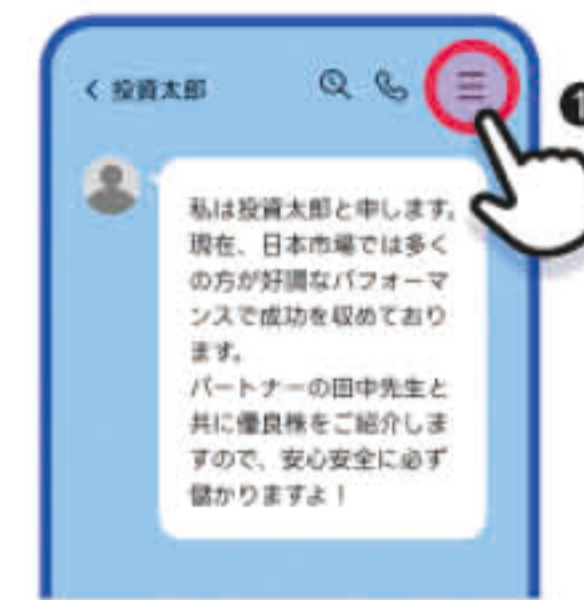 投資太郎
❶
私は投資太郎と申します。
現在、日本市場では多く
の方が好調なパフォーマ
ンスで成功を収めており
ます。
パートナーの田中先生と
共に優良株をご紹介しま
すので、安心安全に必ず
儲かりますよ！